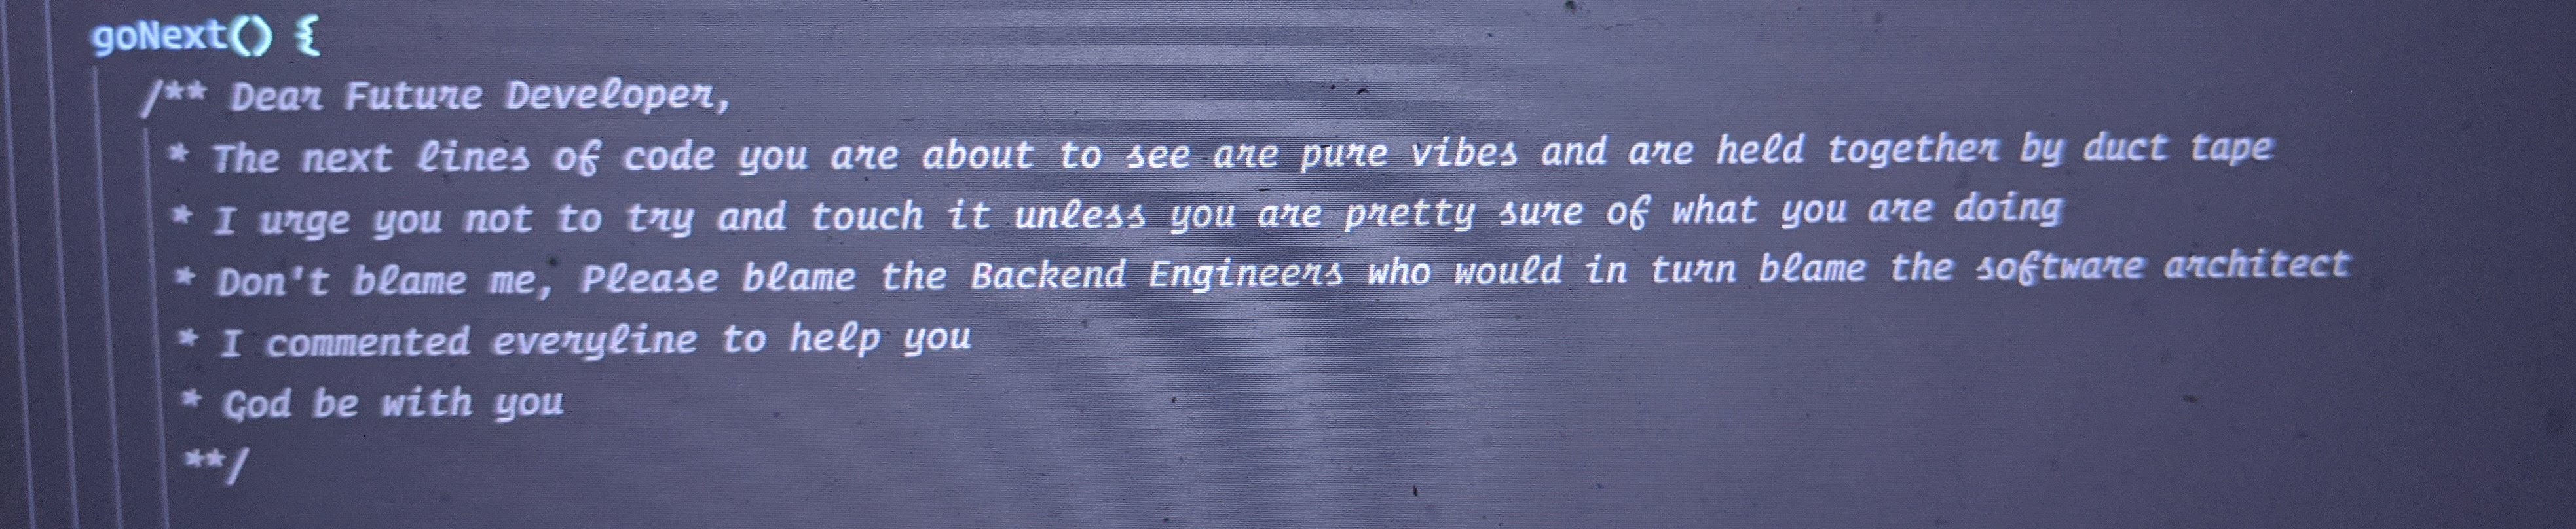 goNext() {
/** Dear Future Developer,
* The next lines of code you are about to see are pure vibes and are held together by duct tape
* I urge you not to try and touch it unless you are pretty sure of what you are doing
* Don't blame me, Please blame the Backend Engineers who would in turn blame the software architect
* I commented everyline to help you
* God be with you
**/